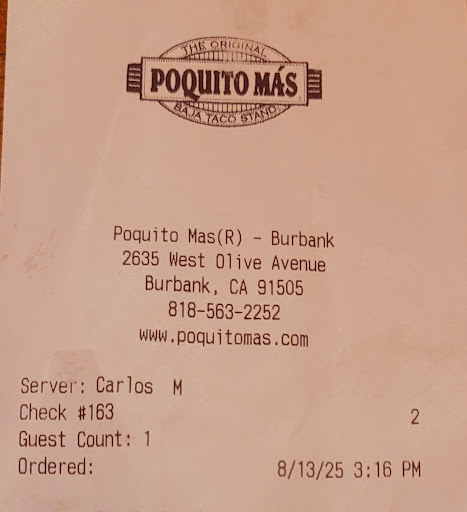 THE ORIGINAL
POQUITO MÁS
BAJA TACO STAND
Poquito Mas(R) - Burbank
2635 West Olive Avenue
Burbank, CA 91505
818-563-2252
www.poquitomas.com
Server: Carlos M
Check #163 2
Guest Count: 1
Ordered: 8/13/25 3:16 PM